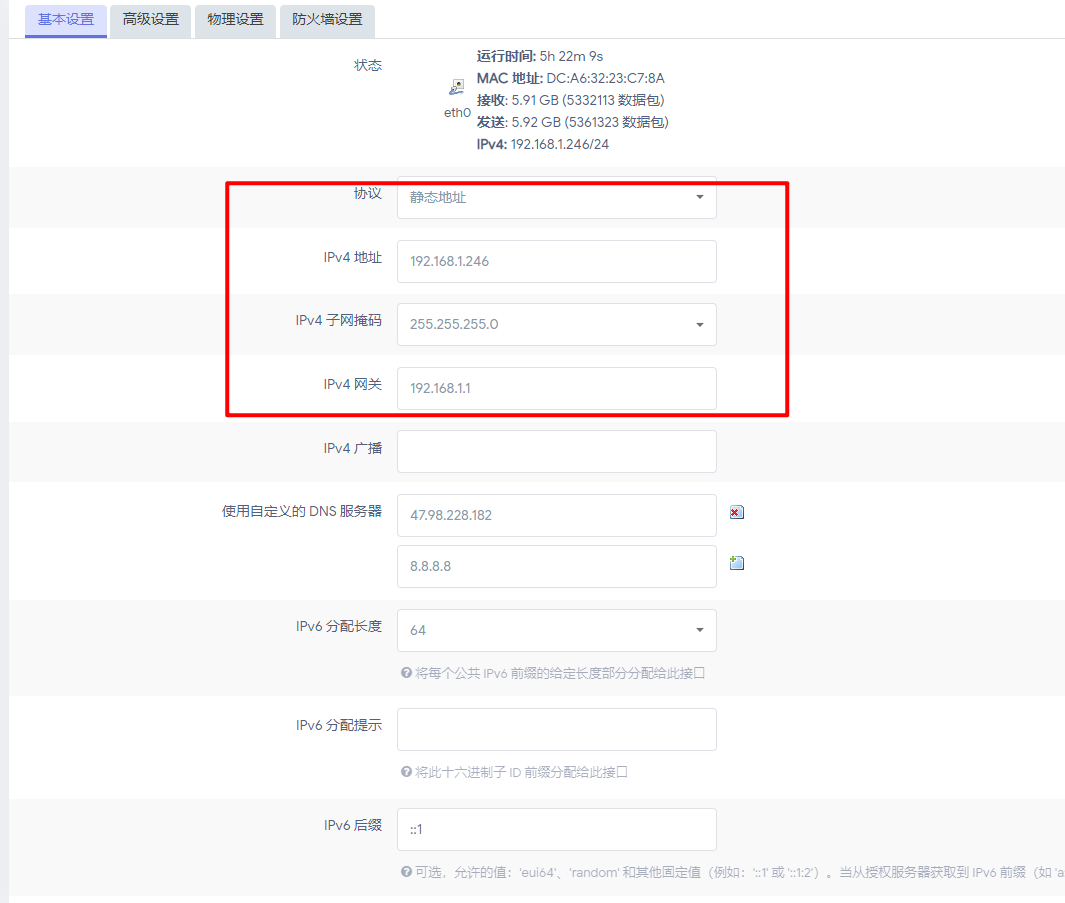 基本设置 高级设置 物理设置 防火墙设置
状态
eth0
运行时间: 5h 22m 9s
MAC 地址: DC:A6:32:23:C7:8A
接收: 5.91 GB (5332113 数据包)
发送: 5.92 GB (5361323 数据包)
IPv4: 192.168.1.246/24
协议 静态地址
IPv4 地址 192.168.1.246
IPv4 子网掩码 255.255.255.0
IPv4 网关 192.168.1.1
IPv4 广播
使用自定义的 DNS 服务器 47.98.228.182
8.8.8.8
IPv6 分配长度 64
将每个公共 IPv6 前缀的给定长度部分分配给此接口
IPv6 分配提示
将此十六进制子 ID 前缀分配给此接口
IPv6 后缀 ::1
可选，允许的值：'eui64'、'random' 和其他固定值（例如：'::1' 或 '::1:2'）。当从授权服务器获取到 IPv6 前缀（如 'a